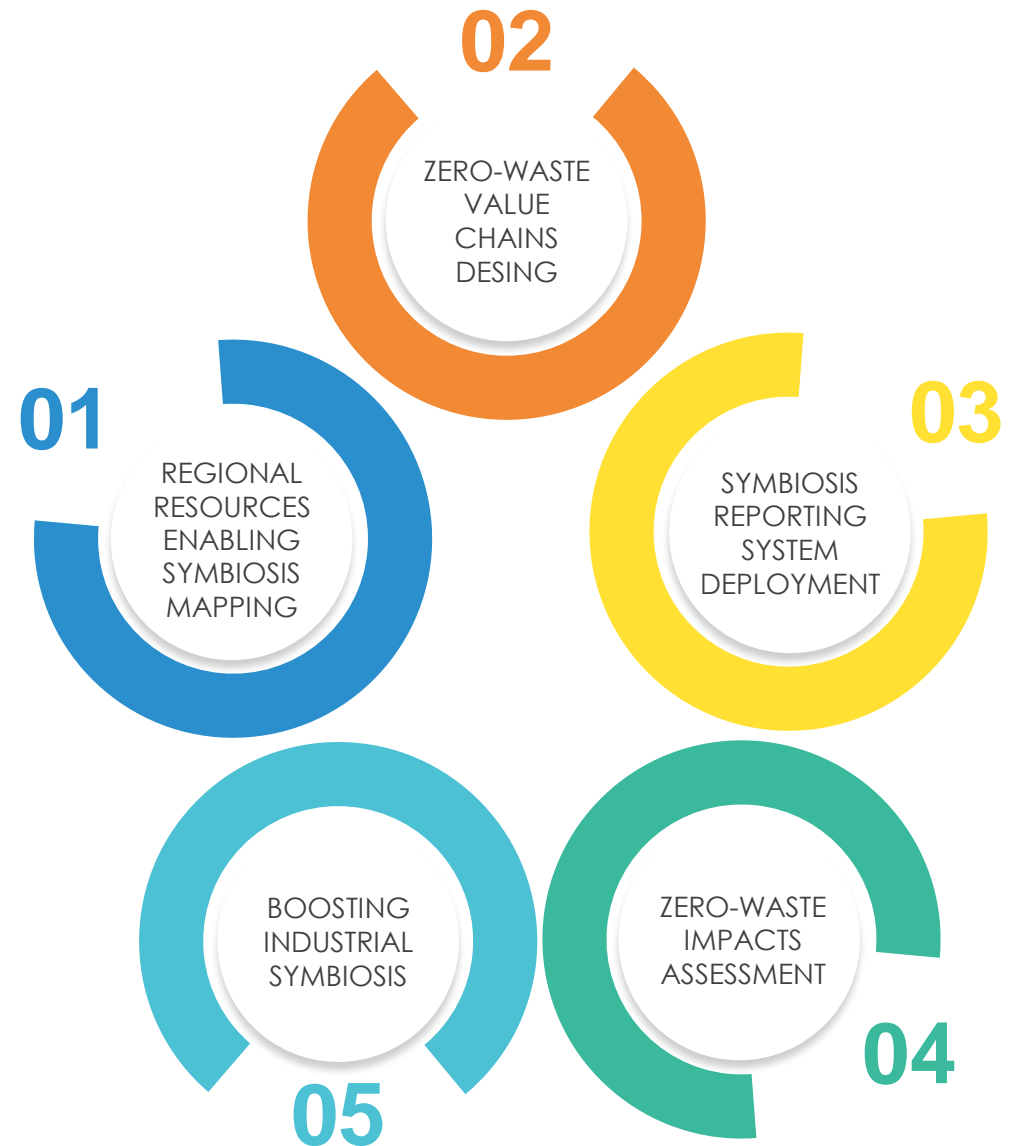 01
REGIONAL
RESOURCES
ENABLING
SYMBIOSIS
MAPPING
02
ZERO-WASTE
VALUE
CHAINS
DESING
03
SYMBIOSIS
REPORTING
SYSTEM
DEPLOYMENT
04
ZERO-WASTE
IMPACTS
ASSESSMENT
05
BOOSTING
INDUSTRIAL
SYMBIOSIS